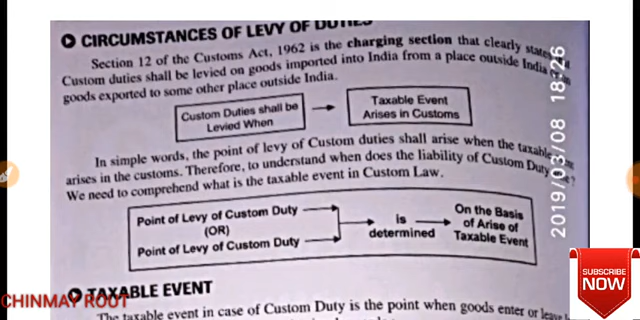 CIRCUMSTANCES OF LEVY OF DUTIES
Section 12 of the Customs Act, 1962 is the charging section that clearly
Custom duties shall be levied on goods imported into India from a place outside India
goods exported to some other place outside India.
Custom Duties shall be
Levied When
Taxable Event
Arises in Customs
In simple words, the point of levy of Custom duties shall arise when the taxable
arises in the customs. Therefore, to understand when does the liability of Custom Duty
We need to comprehend what is the taxable event in Custom Law.
Point of Levy of Custom Duty
(OR)
Point of Levy of Custom Duty
is
determined
On the Basis
of Arise of
Taxable Event
TAXABLE EVENT
The taxable event in case of Custom Duty is the point when goods enter or leave
2019/03/08 18:26
SUBSCRIBE
NOW
CHINMAY ROUT